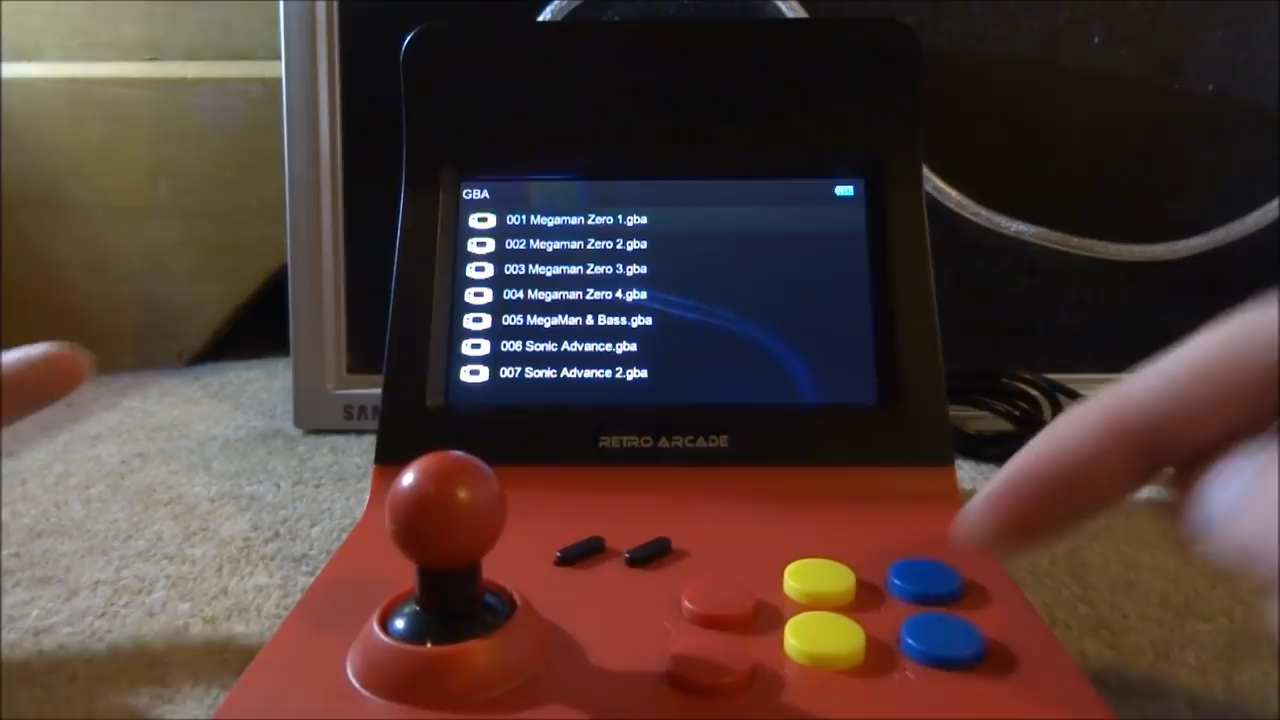 GBA
001 Megaman Zero 1.gba
002 Megaman Zero 2.gba
003 Megaman Zero 3.gba
004 Megaman Zero 4.gba
005 MegaMan & Bass.gba
006 Sonic Advance.gba
007 Sonic Advance 2.gba
SAM
RETRO ARCADE